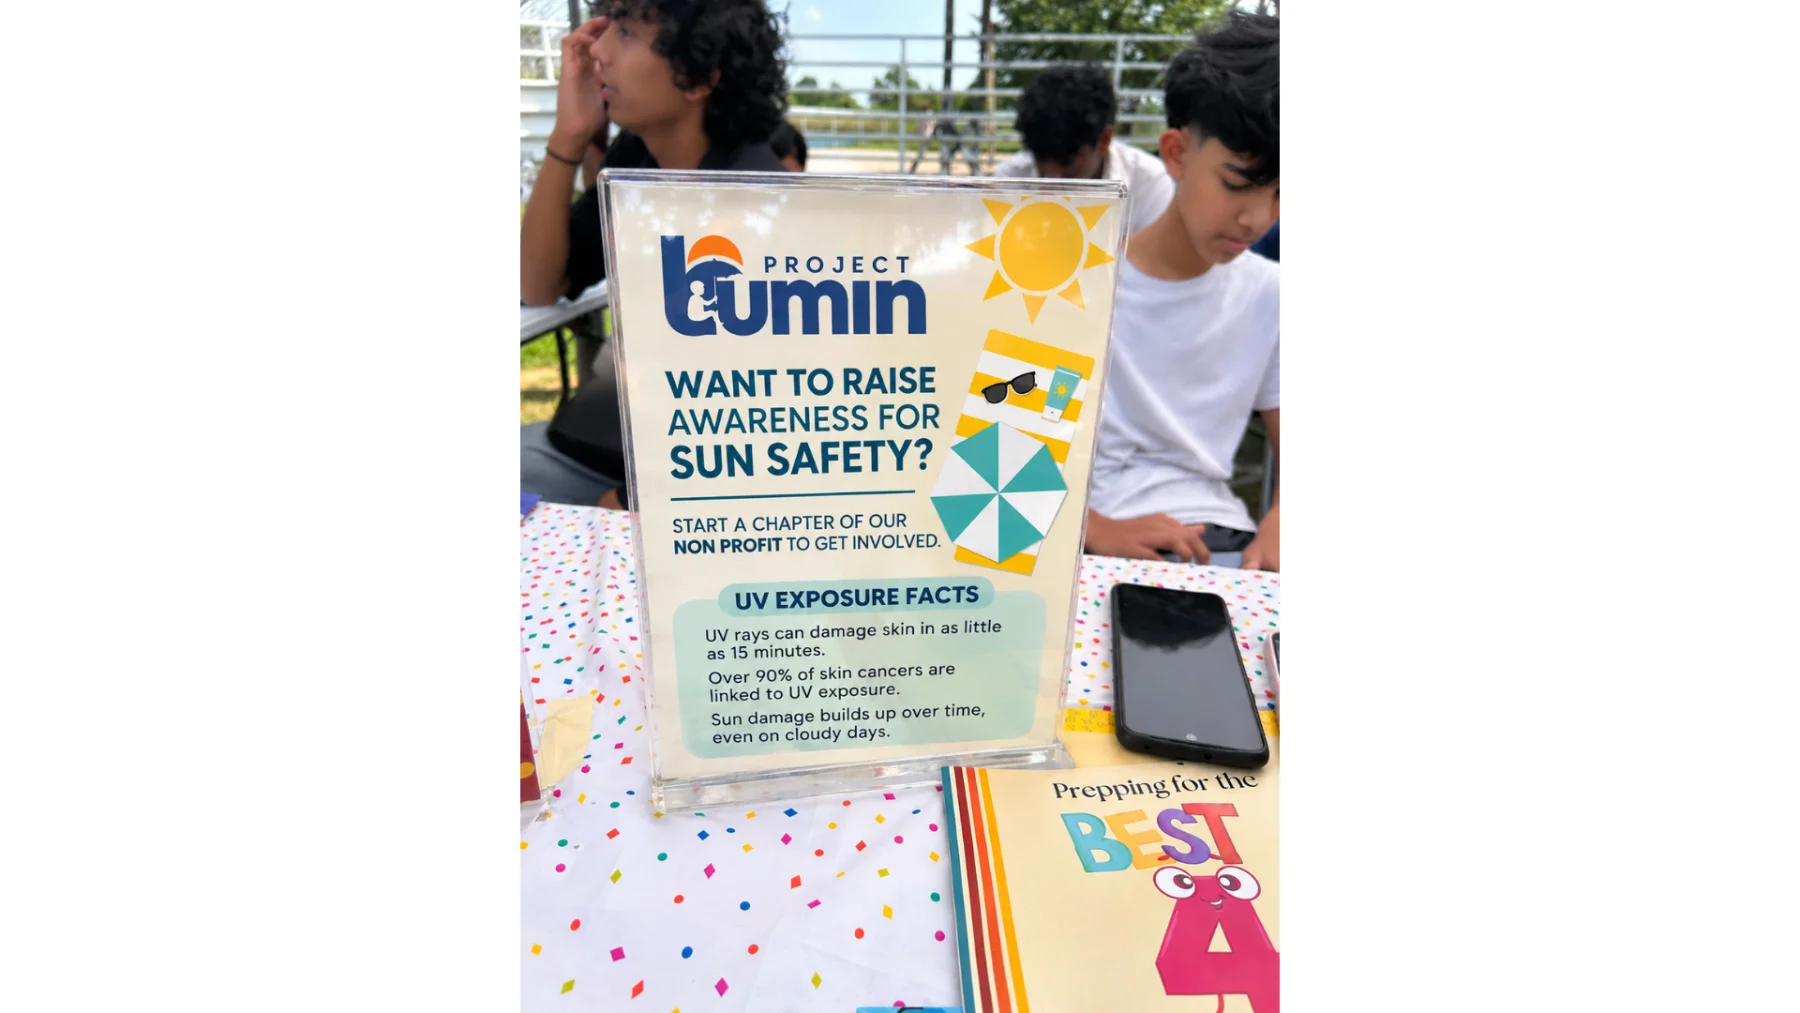 PROJECT
Lumin
WANT TO RAISE
AWARENESS FOR
SUN SAFETY?
START A CHAPTER OF OUR
NON PROFIT TO GET INVOLVED.
UV EXPOSURE FACTS
UV rays can damage skin in as little
as 15 minutes.
Over 90% of skin cancers are
linked to UV exposure.
Sun damage builds up over time,
even on cloudy days.
Prepping for the
BEST
A